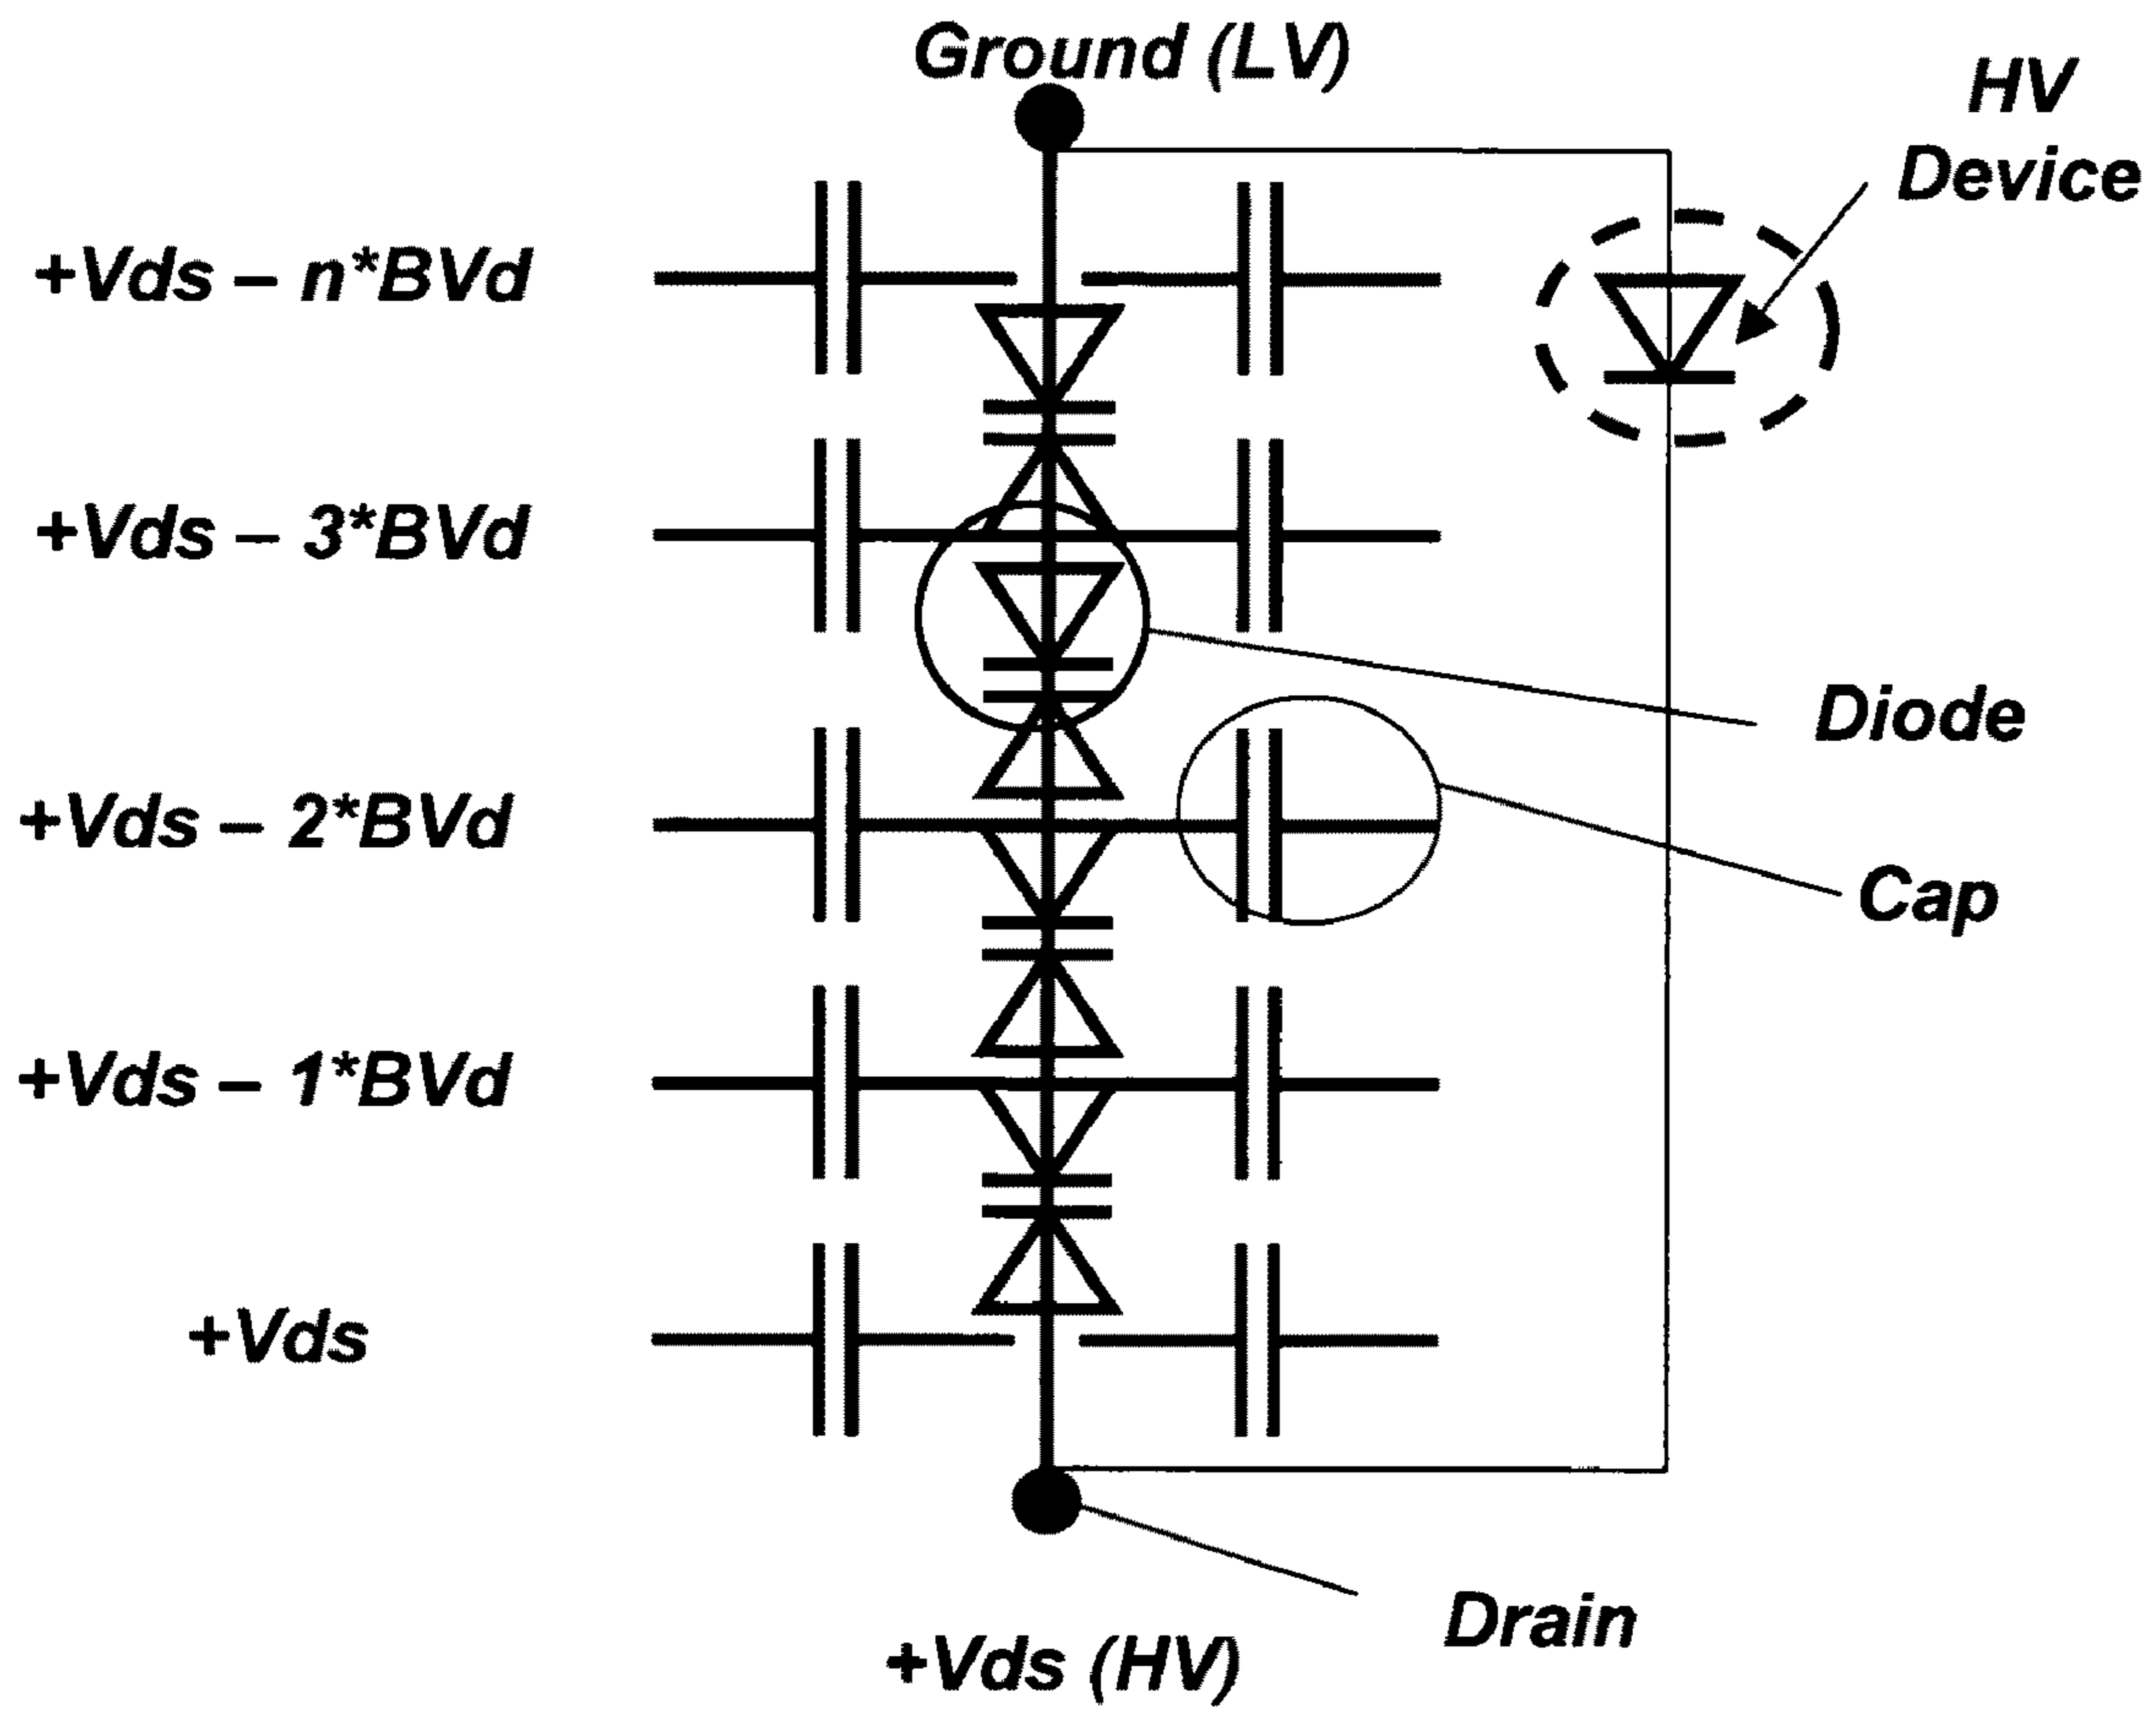 Ground (LV)
HV
Device
+Vds – n*BVd
+Vds – 3*BVd
Diode
+Vds – 2*BVd
Cap
+Vds – 1*BVd
+Vds
Drain
+Vds (HV)